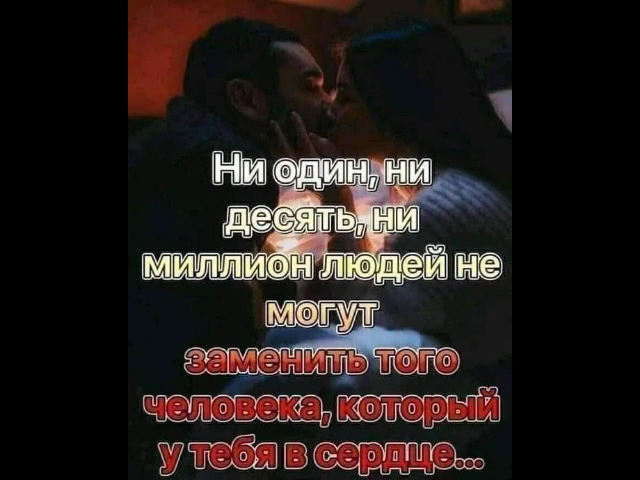 Ни один, ни
десять, ни
миллион людей не
могут
заменить того
человека, который
у тебя в сердце...